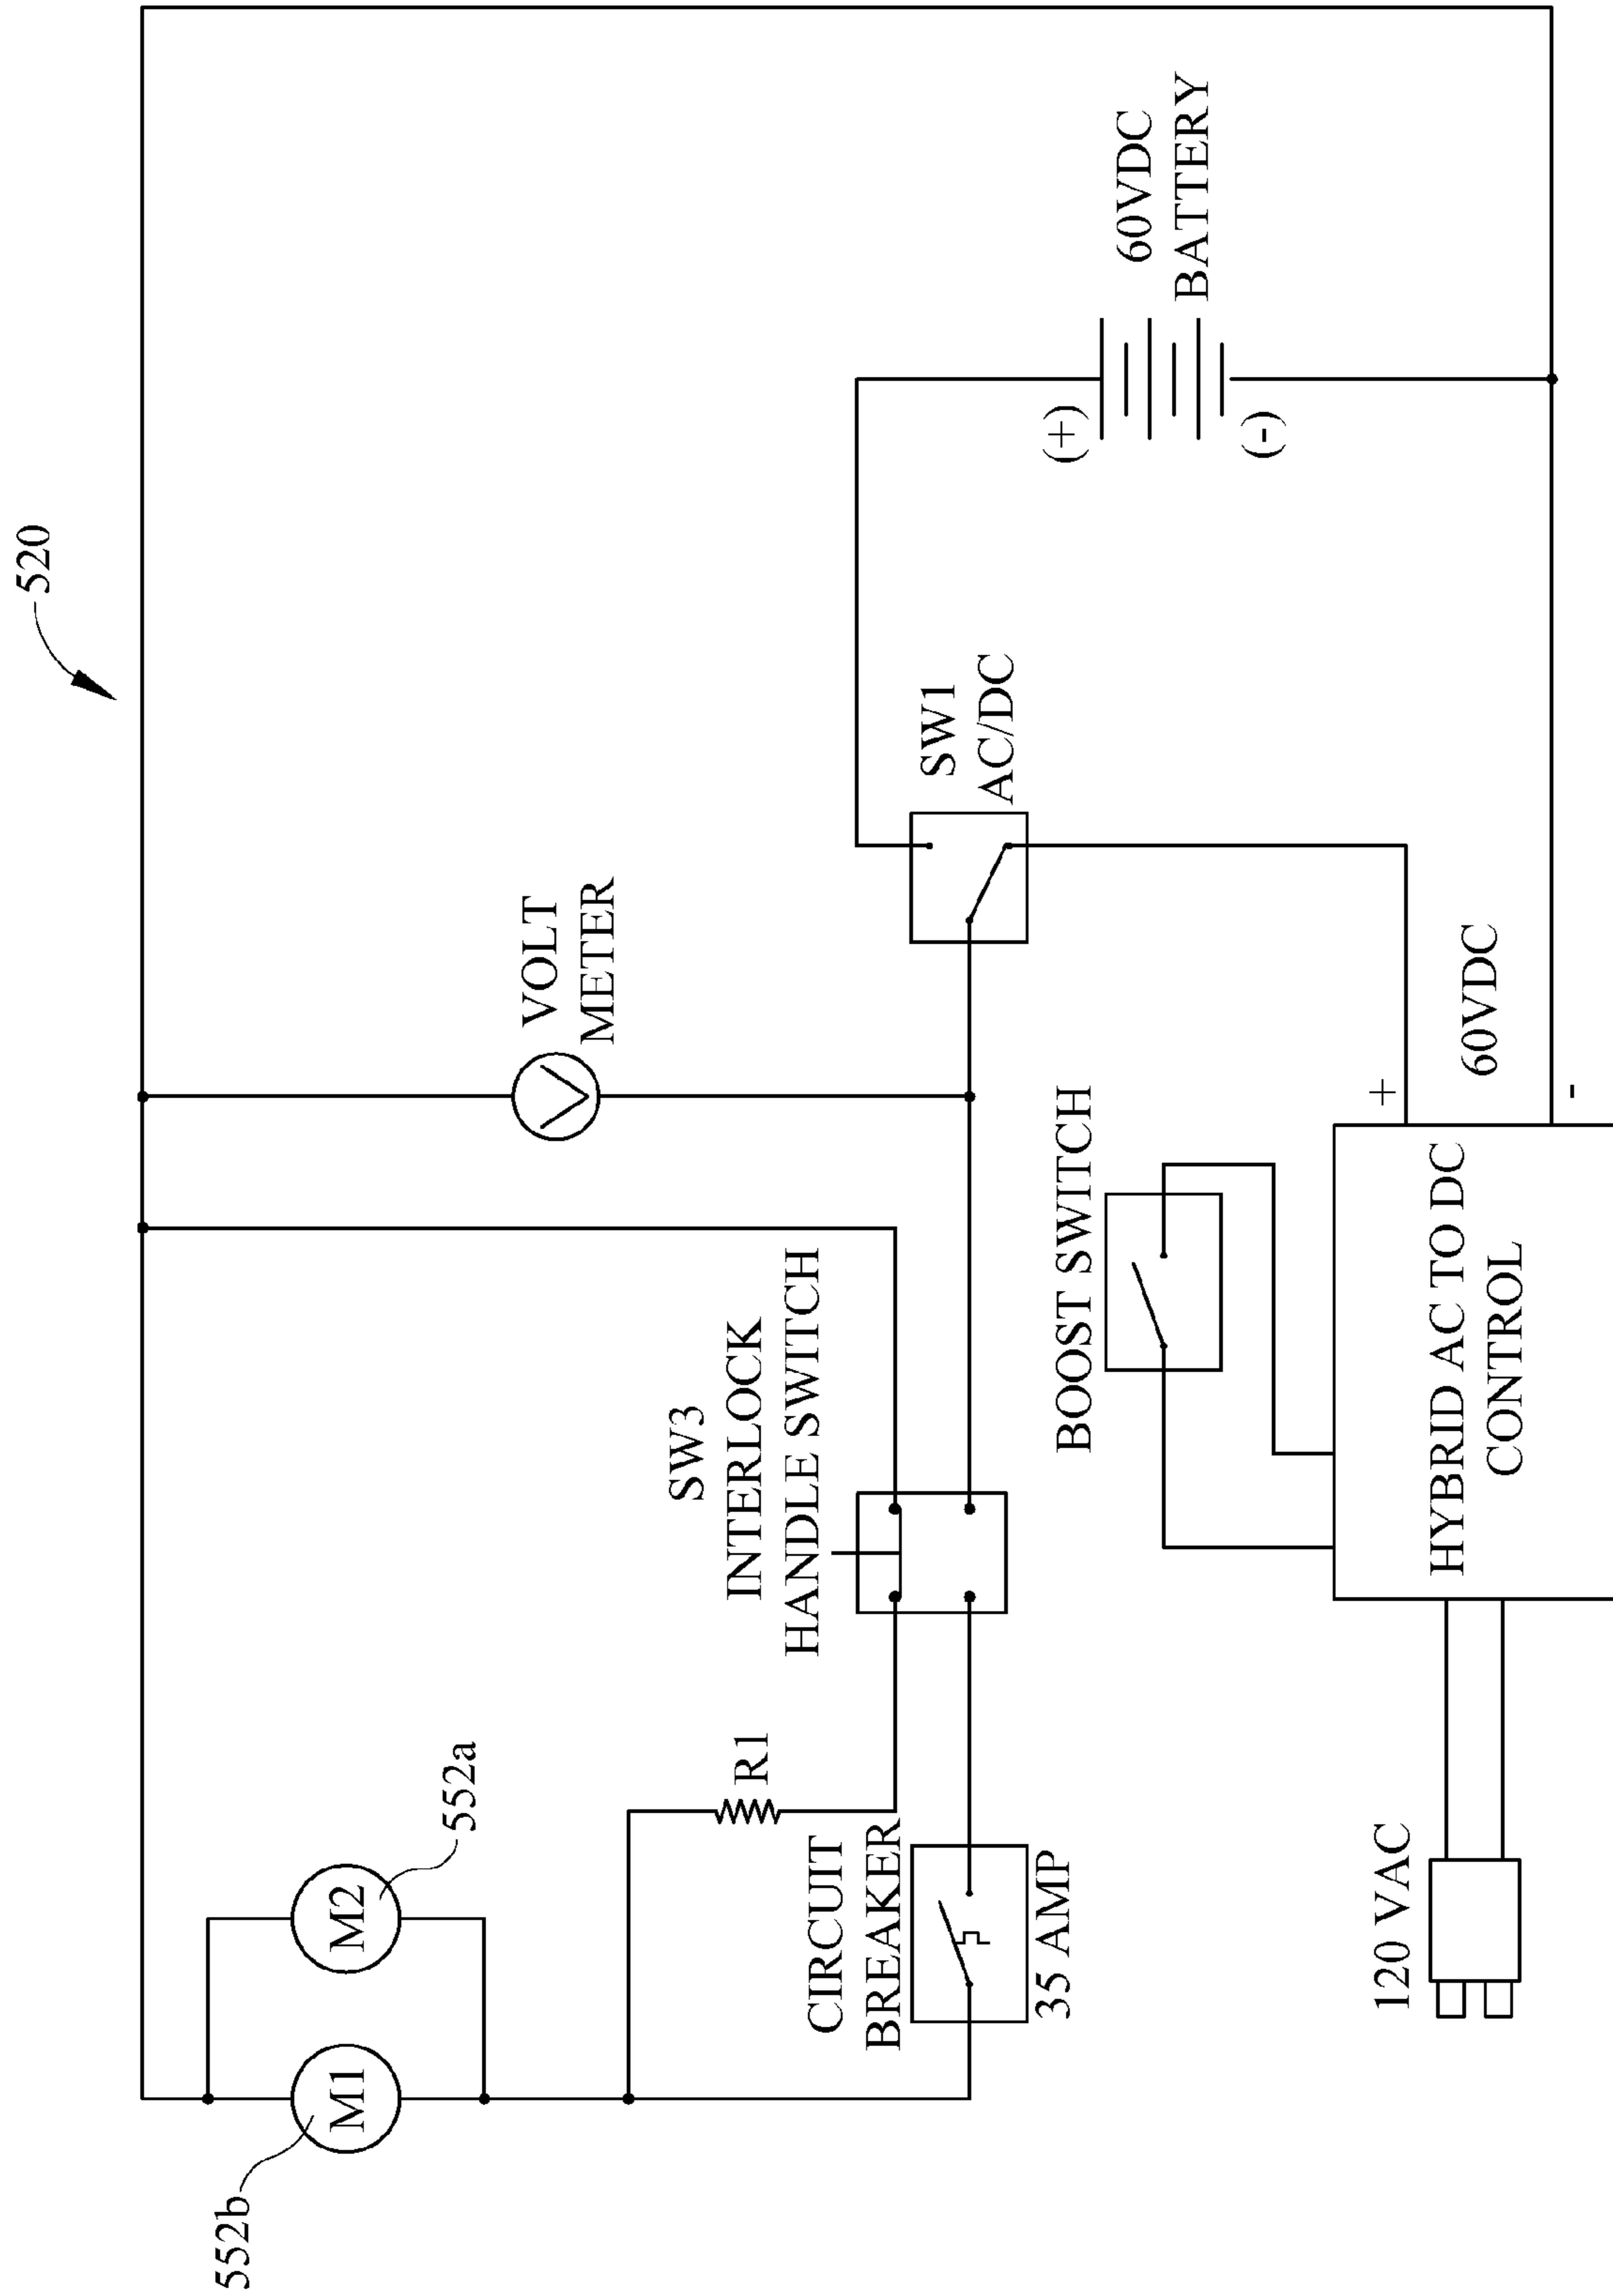 520
552b
M1
M2
552a
R1
CIRCUIT
BREAKER
35 AMP
SW3
INTERLOCK
HANDLE SWITCH
VOLT
METER
SW1
AC/DC
60VDC
BATTERY
(+)
(-)
BOOST SWITCH
120 VAC
HYBRID AC TO DC
CONTROL
+
60VDC
-